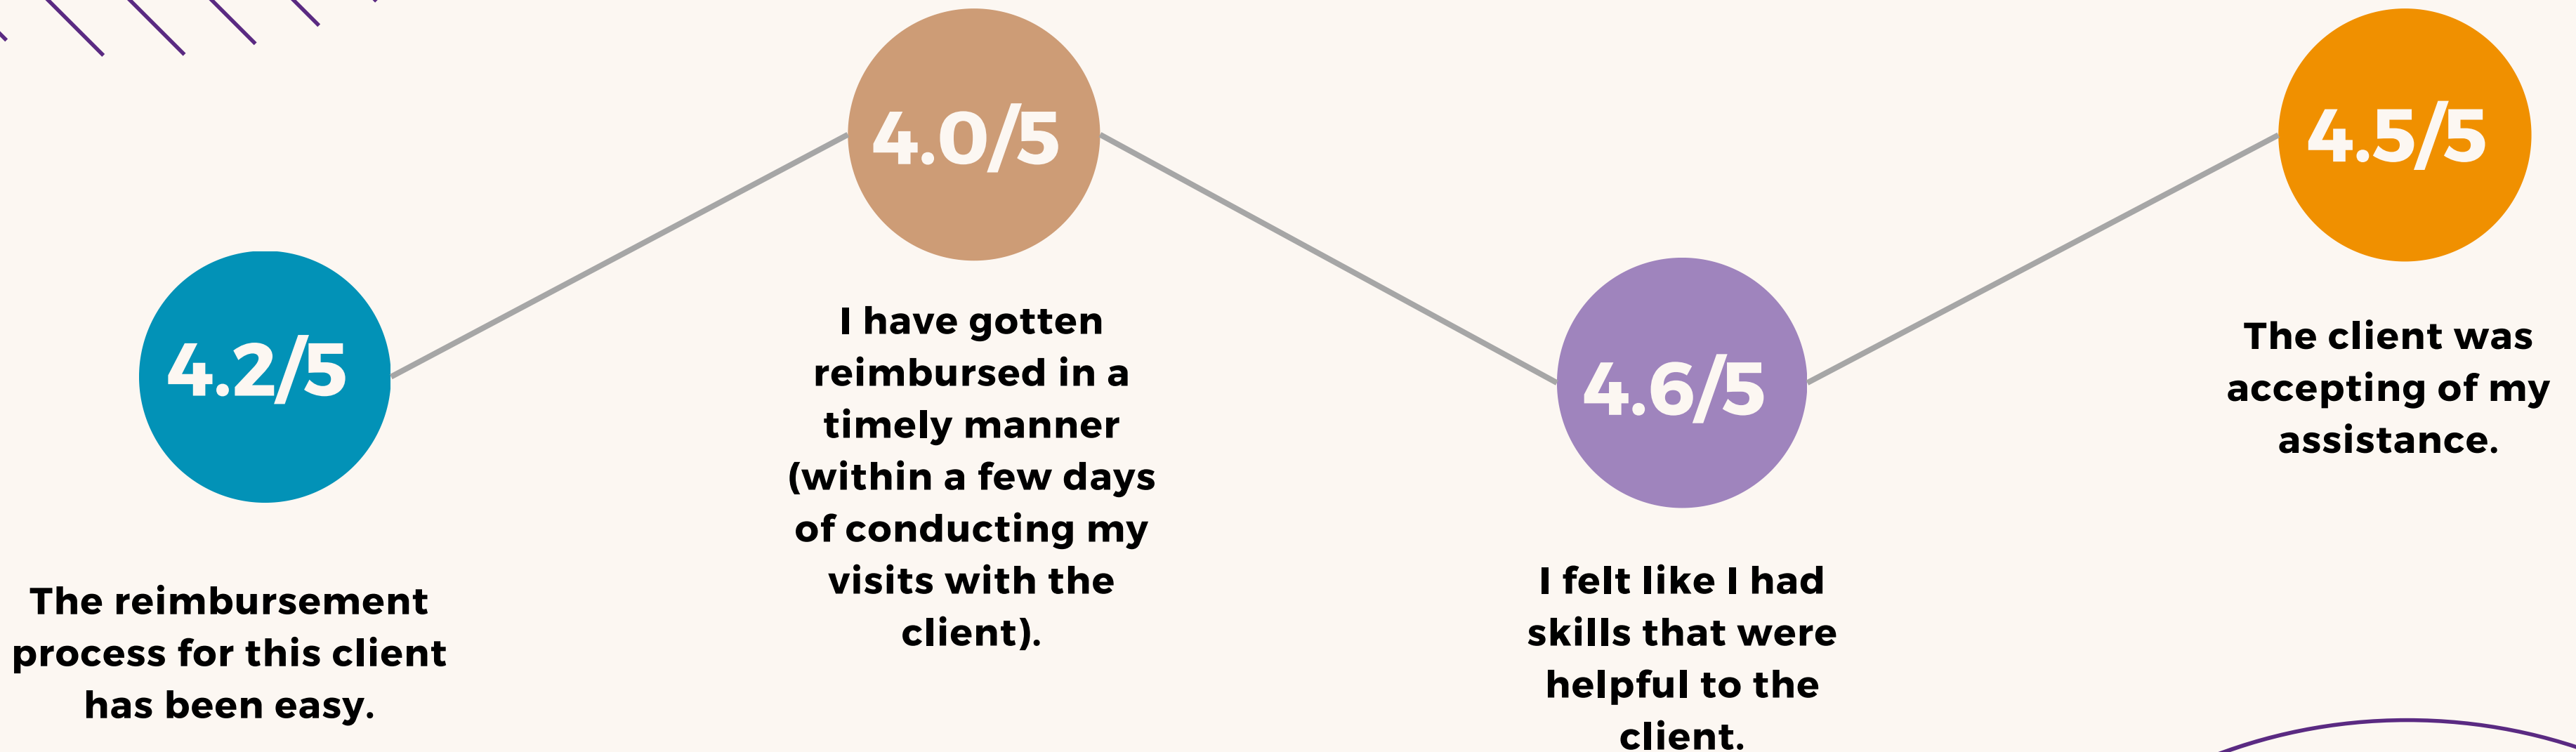 4.2/5
The reimbursement
process for this client
has been easy.
4.0/5
I have gotten
reimbursed in a
timely manner
(within a few days
of conducting my
visits with the
client).
4.6/5
I felt like I had
skills that were
helpful to the
client.
4.5/5
The client was
accepting of my
assistance.